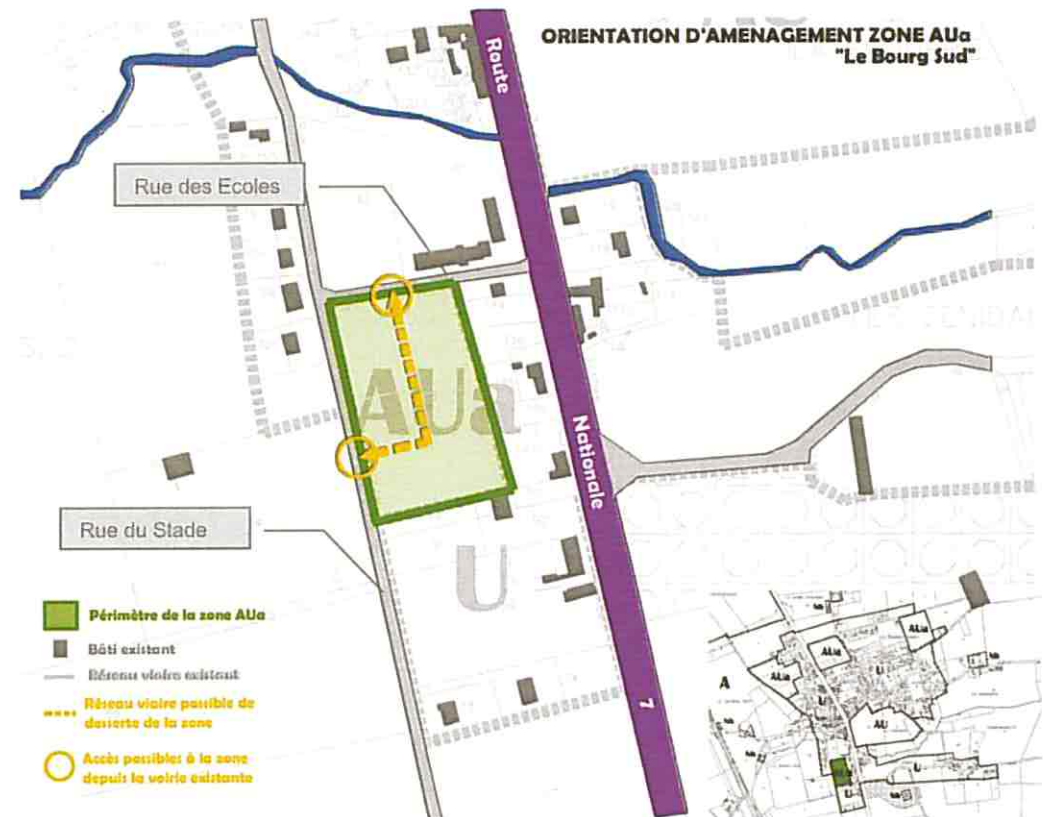 ORIENTATION D'AMENAGEMENT ZONE AUa
"Le Bourg Sud"
Route
Rue des Ecoles
AUa
Nationale
Rue du Stade
U
7
Périmètre de la zone AUa
Bâti existant
Réseau viaire existant
Réseau viaire possible de
desserte de la zone
Accès possibles à la zone
depuis la voirie existante
AUa
AUa
AUa
U
A
U
AU
U
U